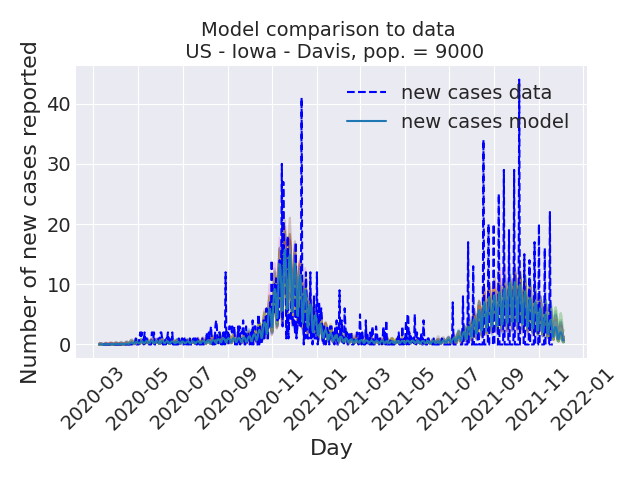 Model comparison to data
US - Iowa - Davis, pop. = 9000
Number of new cases reported
40
30
20
10
0
new cases data
new cases model
2020-03
2020-05
2020-07
2020-09
2020-11
2021-01
2021-03
2021-05
2021-07
2021-09
2021-11
2022-01
Day